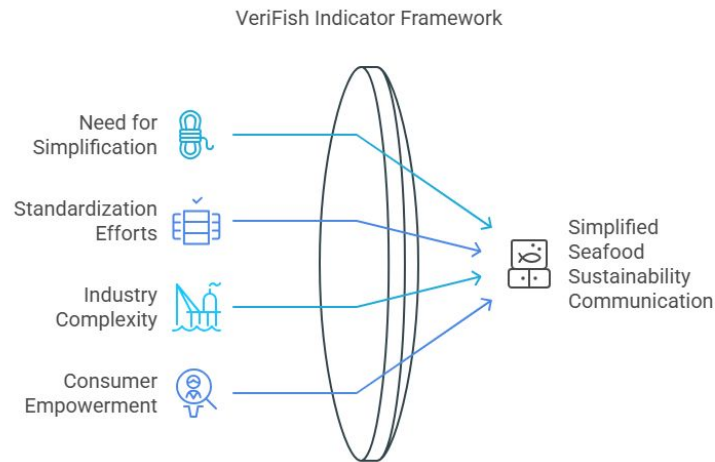 VeriFish Indicator Framework
Need for
Simplification
Standardization
Efforts
Industry
Complexity
Consumer
Empowerment
Simplified
Seafood
Sustainability
Communication